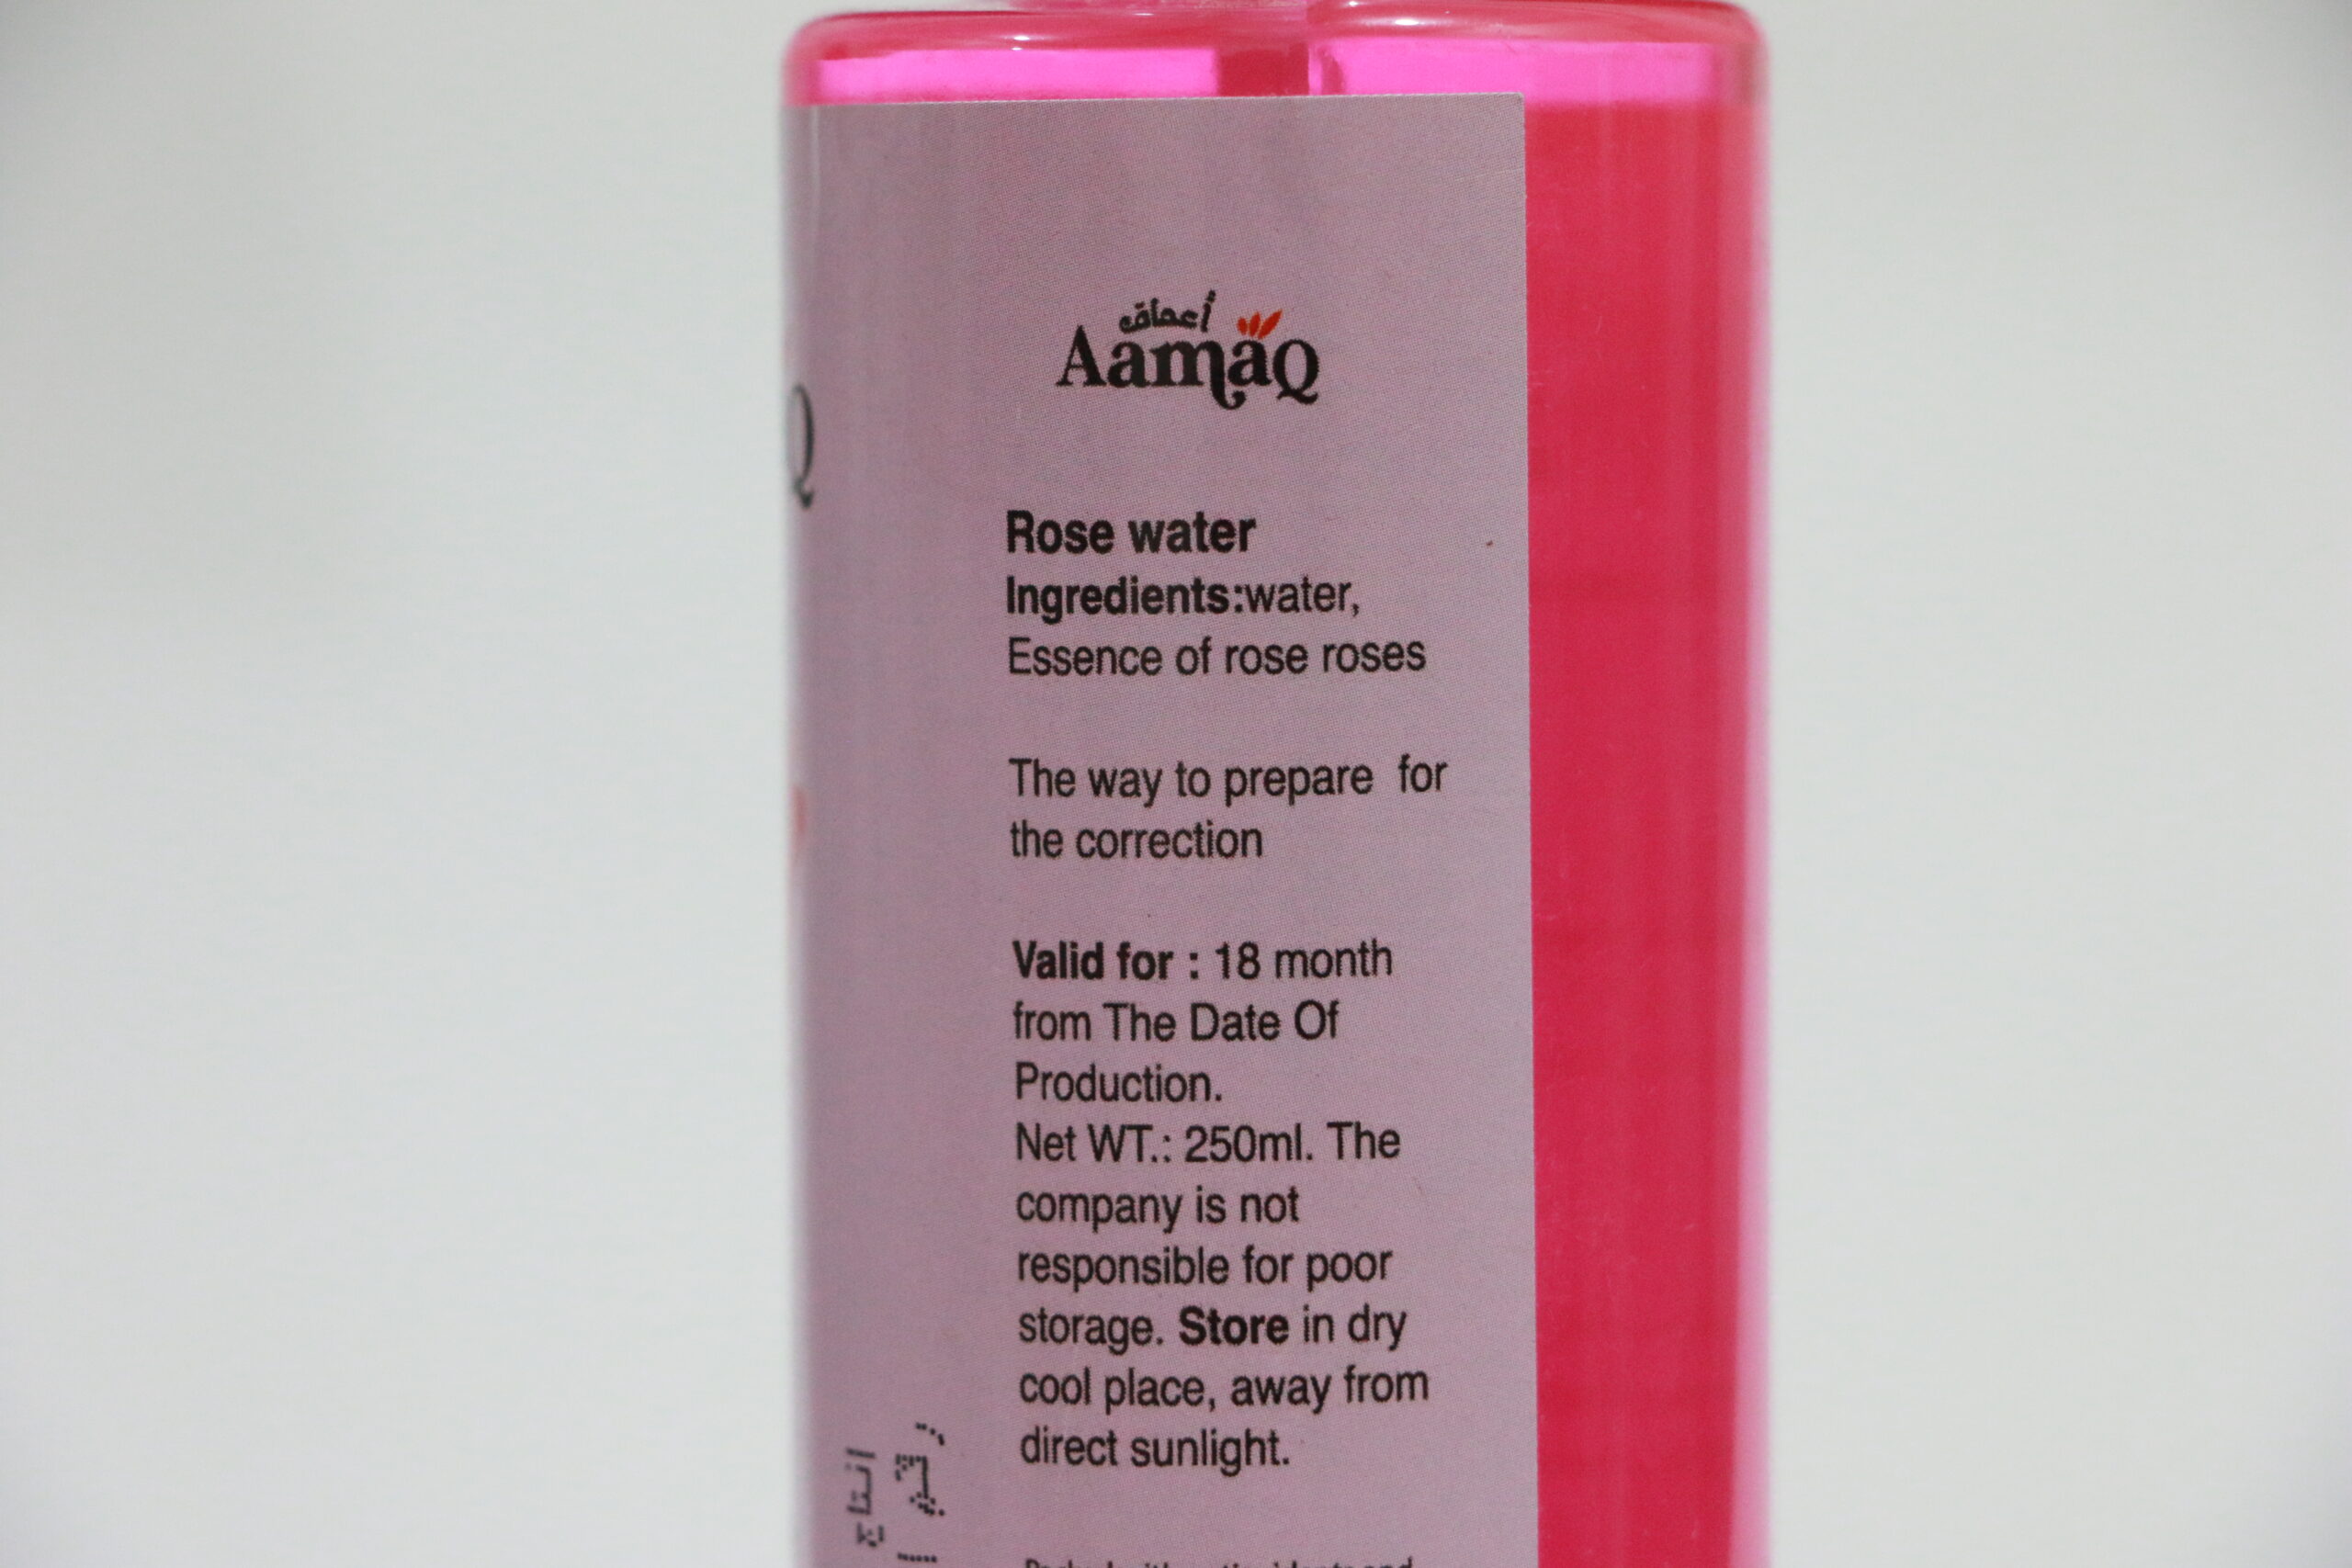 أعماق
AamaQ
Q
Rose water
Ingredients:water,
Essence of rose roses
The way to prepare for
the correction
Valid for : 18 month
from The Date Of
Production.
Net WT.: 250ml. The
company is not
responsible for poor
storage. Store in dry
cool place, away from
direct sunlight.